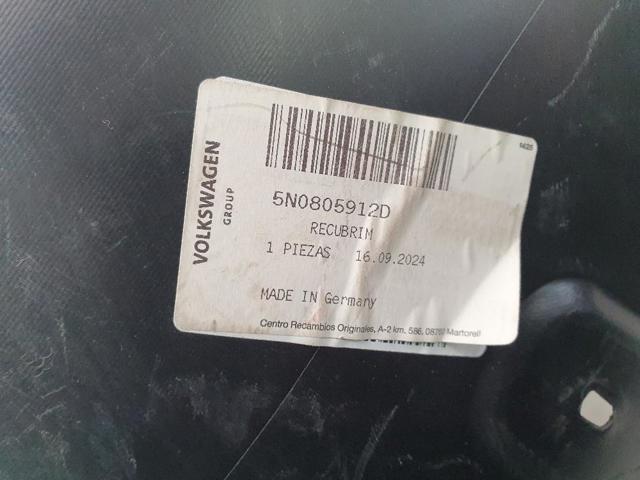 VOLKSWAGEN
GROUP
5N0805912D
RECUBRIM
1 PIEZAS 16.09.2024
MADE IN Germany
Centro Recambios Originales, A-2 km. 586, Martorell